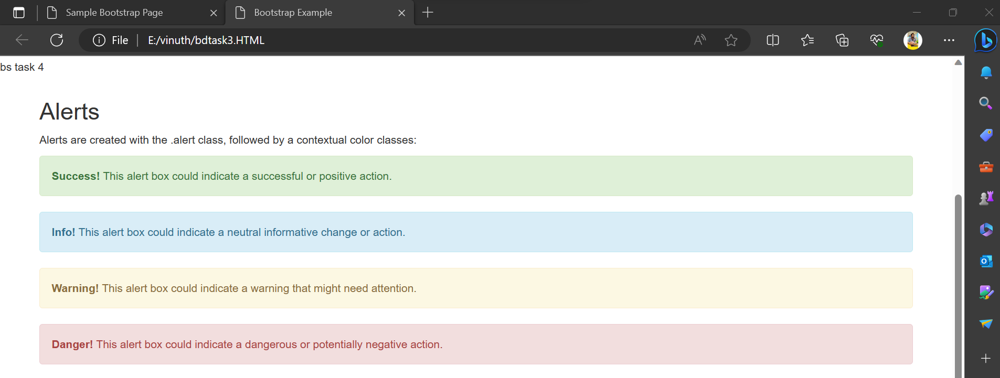 Sample Bootstrap Page
Bootstrap Example
File E:/vinuth/bdtask3.HTML
bs task 4
Alerts
Alerts are created with the .alert class, followed by a contextual color classes:
Success! This alert box could indicate a successful or positive action.
Info! This alert box could indicate a neutral informative change or action.
Warning! This alert box could indicate a warning that might need attention.
Danger! This alert box could indicate a dangerous or potentially negative action.